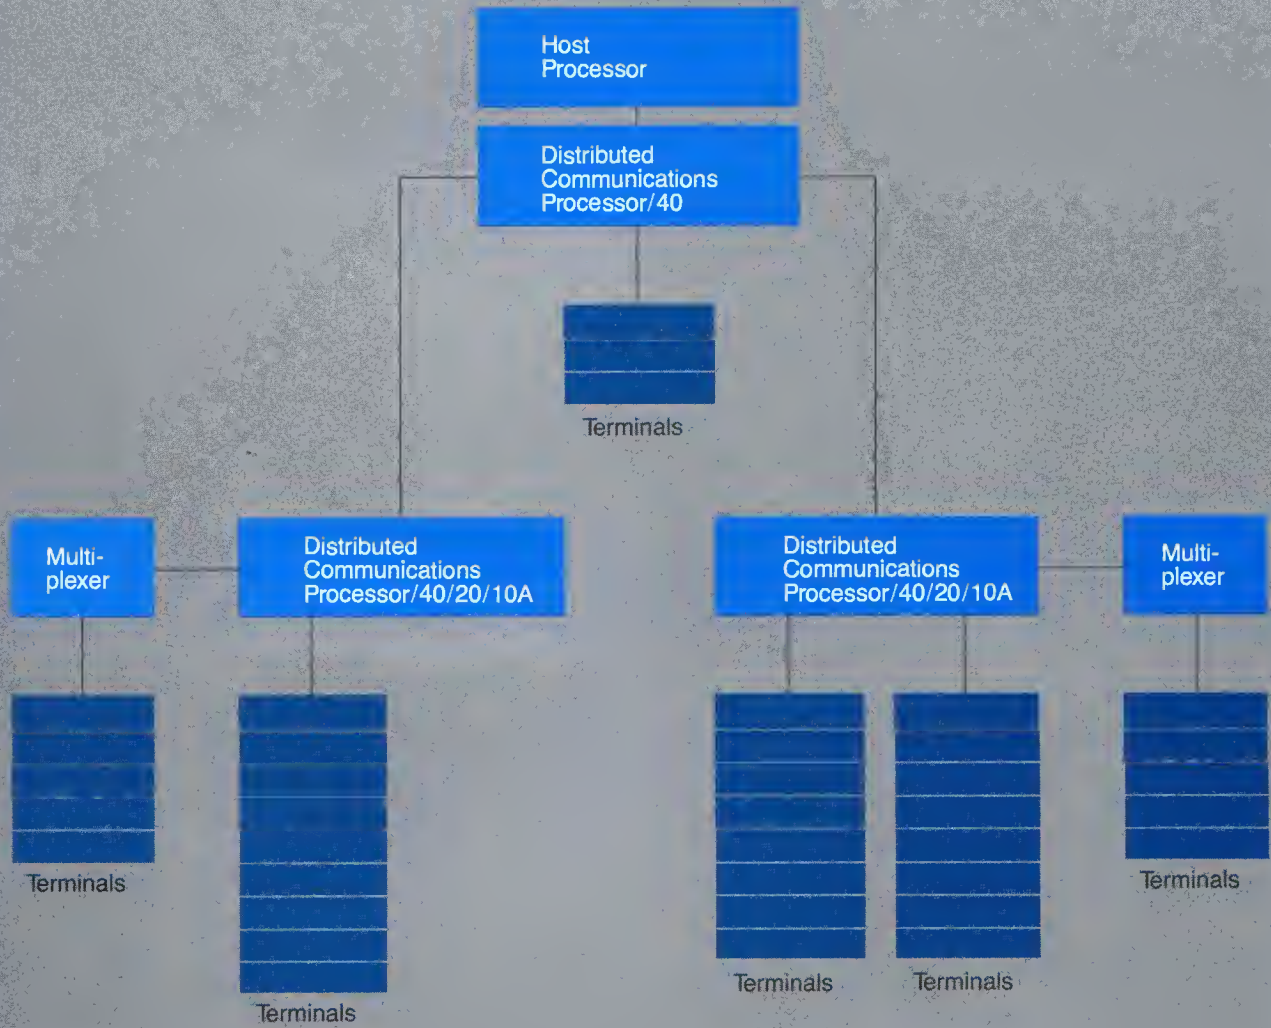 Host
Processor
Distributed
Communications
Processor/40
Terminals
Multi-
plexer
Distributed
Communications
Processor/40/20/10A
Distributed
Communications
Processor/40/20/10A
Multi-
plexer
Terminals
Terminals
Terminals
Terminals
Terminals